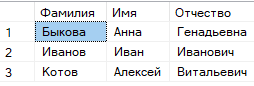 Фамилия Имя Отчество
1 Быкова Анна Генадьевна
2 Иванов Иван Иванович
3 Котов Алексей Витальевич